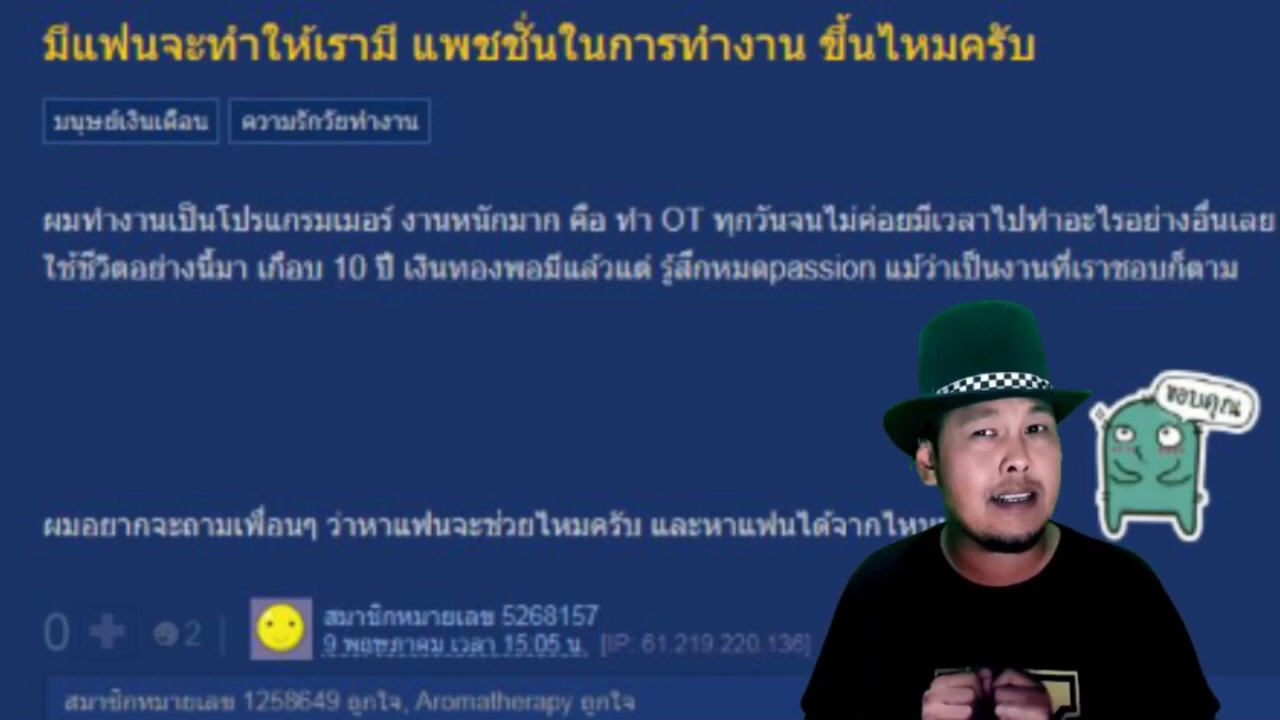 มีแฟนจะทำให้เรามี แพชชั่นในการทำงาน ขึ้นไหมครับ
มนุษย์เงินเดือน ความรักวัยทำงาน
ผมทำงานเป็นโปรแกรมเมอร์ งานหนักมาก คือ ทำ OT ทุกวันจนไม่ค่อยมีเวลาไปทำอะไรอย่างอื่นเลย
ใช้ชีวิตอย่างนี้มา เกือบ 10 ปี เงินทองพอมีแล้วแต่ รู้สึกหมดpassion แม้ว่าเป็นงานที่เราชอบก็ตาม
ขอบคุณ
ผมอยากจะถามเพื่อนๆ ว่าหาแฟนจะช่วยไหมครับ และหาแฟนได้จากไหน
0 2 สมาชิกหมายเลข 5268157
9 พฤษภาคม เวลา 15:05 น. [IP: 61.219.220.136]
สมาชิกหมายเลข 1258649 ถูกใจ, Aromatherapy ถูกใจ